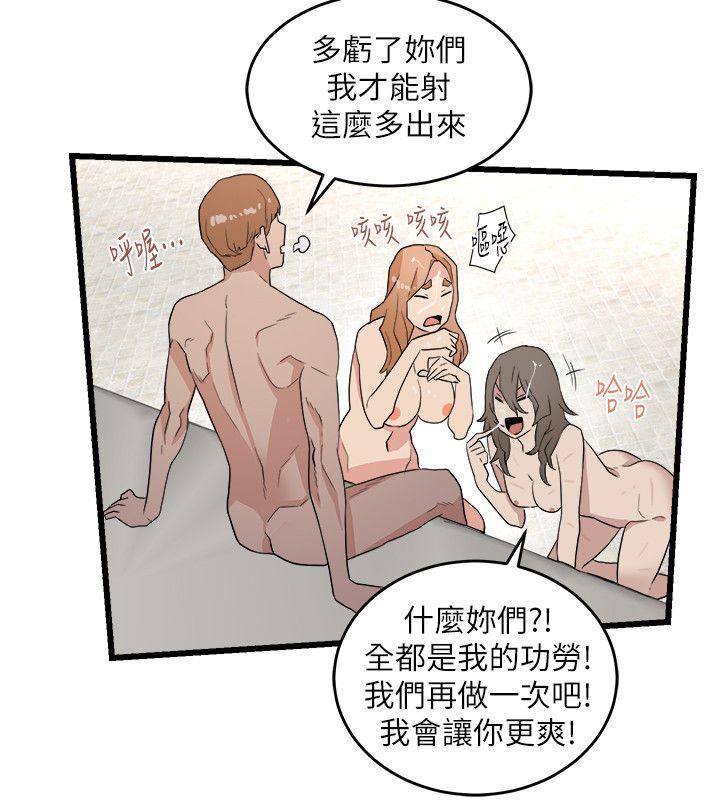 多虧了妳們
我才能射
這麼多出來
呼喔…
咳咳 咳咳
嘔噁
哈哈
什麼妳們?!
全都是我的功勞!
我們再做一次吧!
我會讓你更爽!